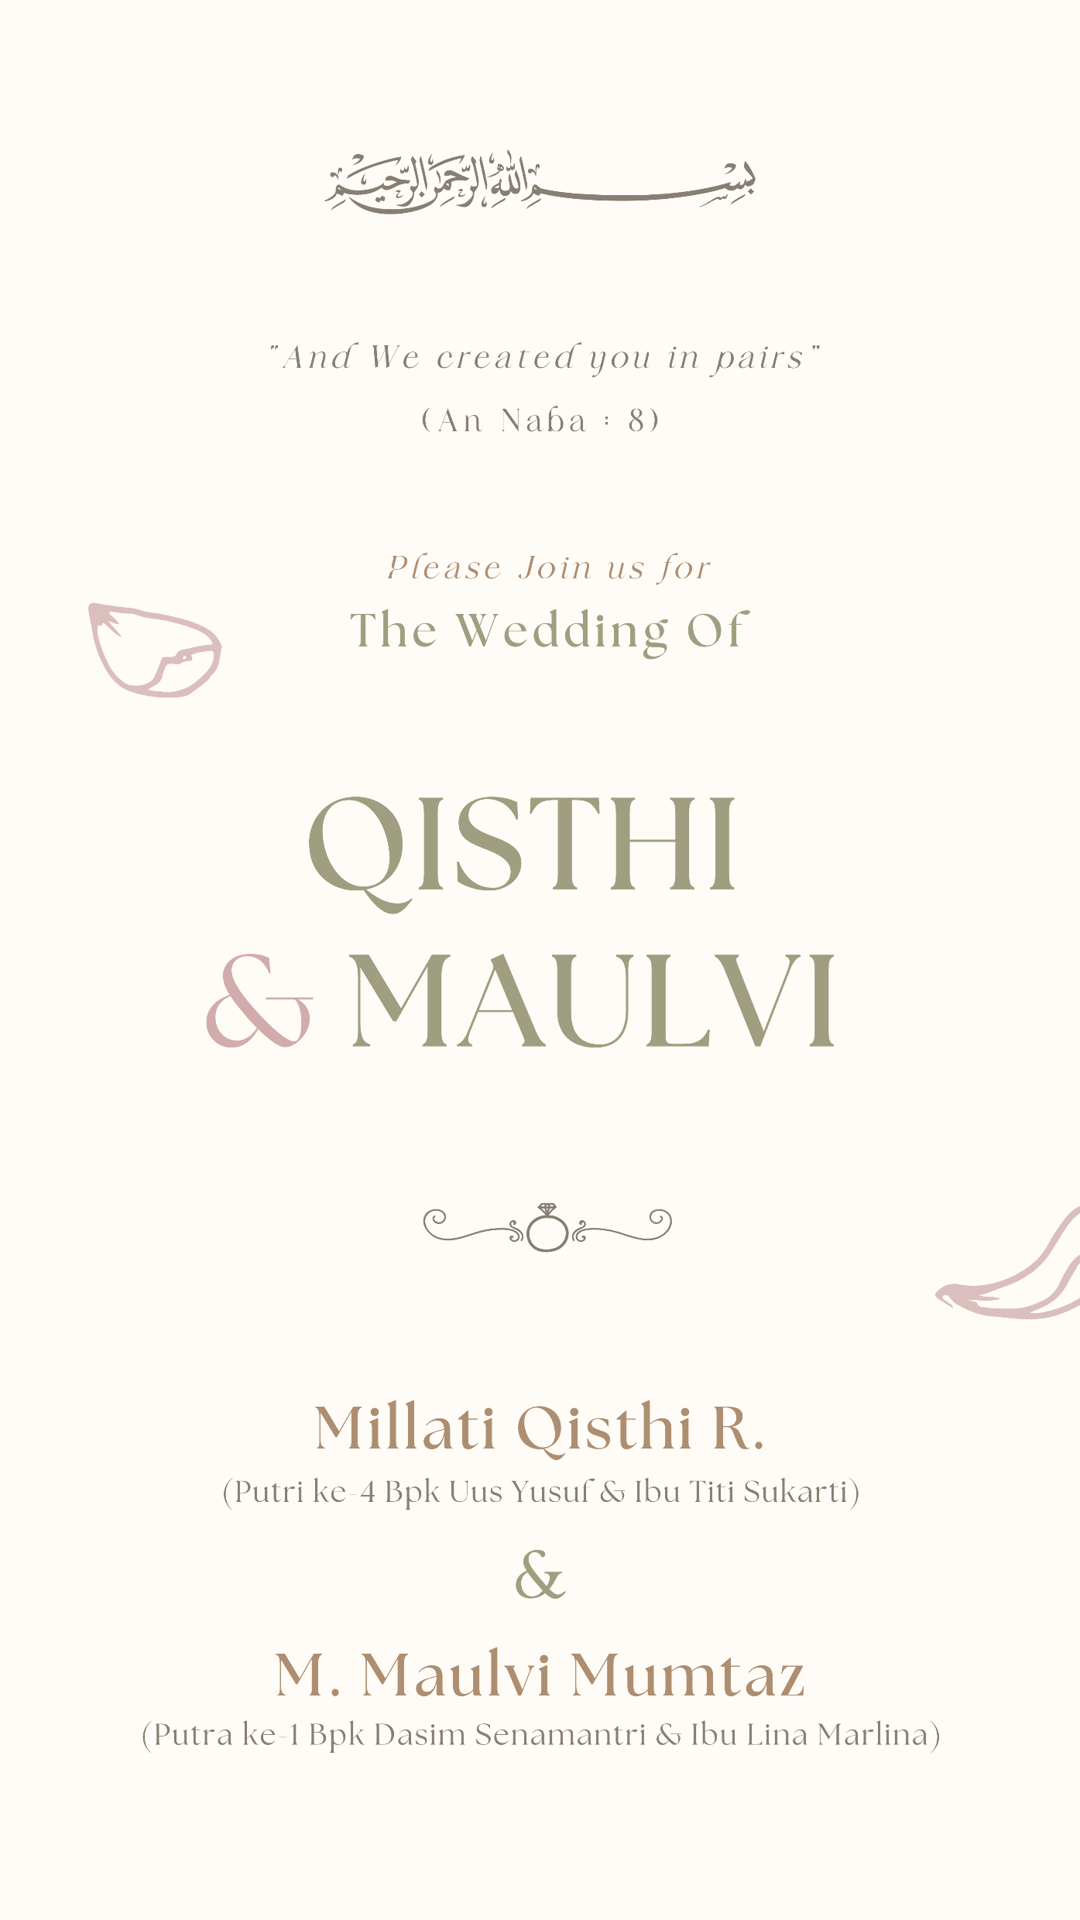 بسم الله الرحمن الرحيم
"And We created you in pairs"
(An Naba : 8)
Please Join us for
The Wedding Of
QISTHI
& MAULVI
Millati Qisthi R.
(Putri ke-4 Bpk Uus Yusuf & Ibu Titi Sukarti)
&
M. Maulvi Mumtaz
(Putra ke-1 Bpk Dasim Senamantri & Ibu Lina Marlina)